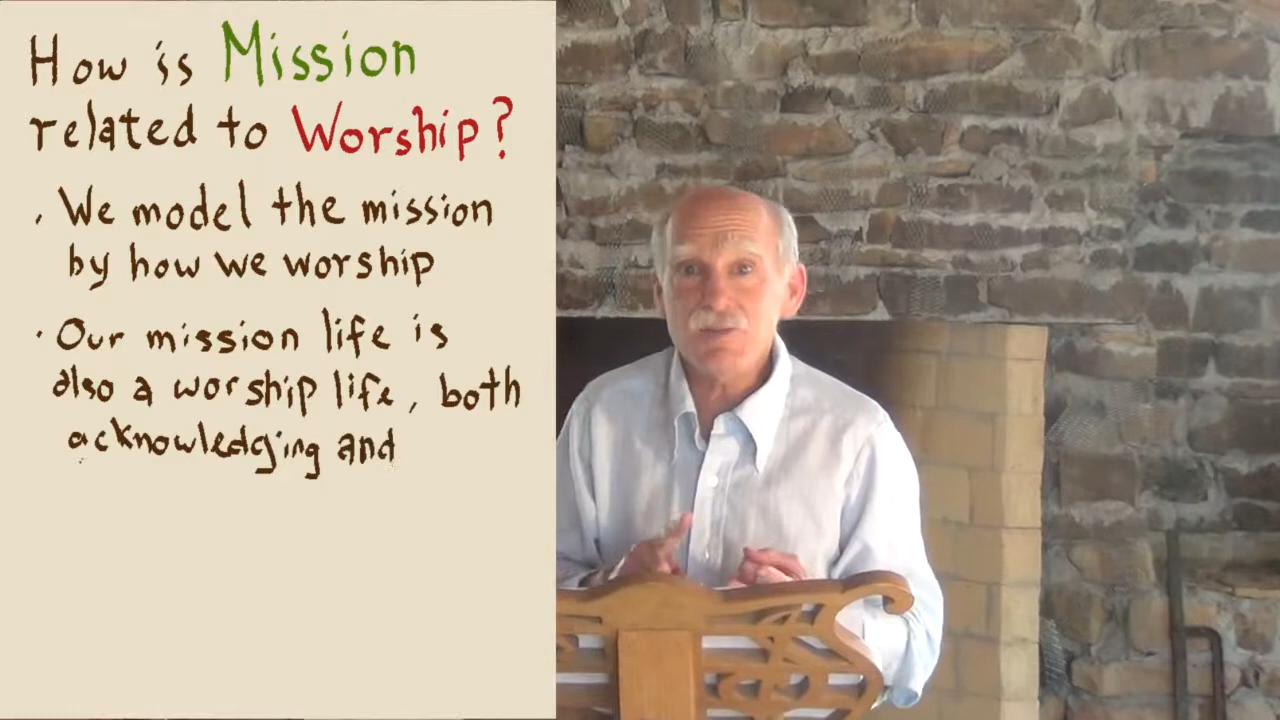 How is Mission
related to Worship?
. We model the mission
by how we worship
· Our mission life is
also a worship life, both
acknowledging and